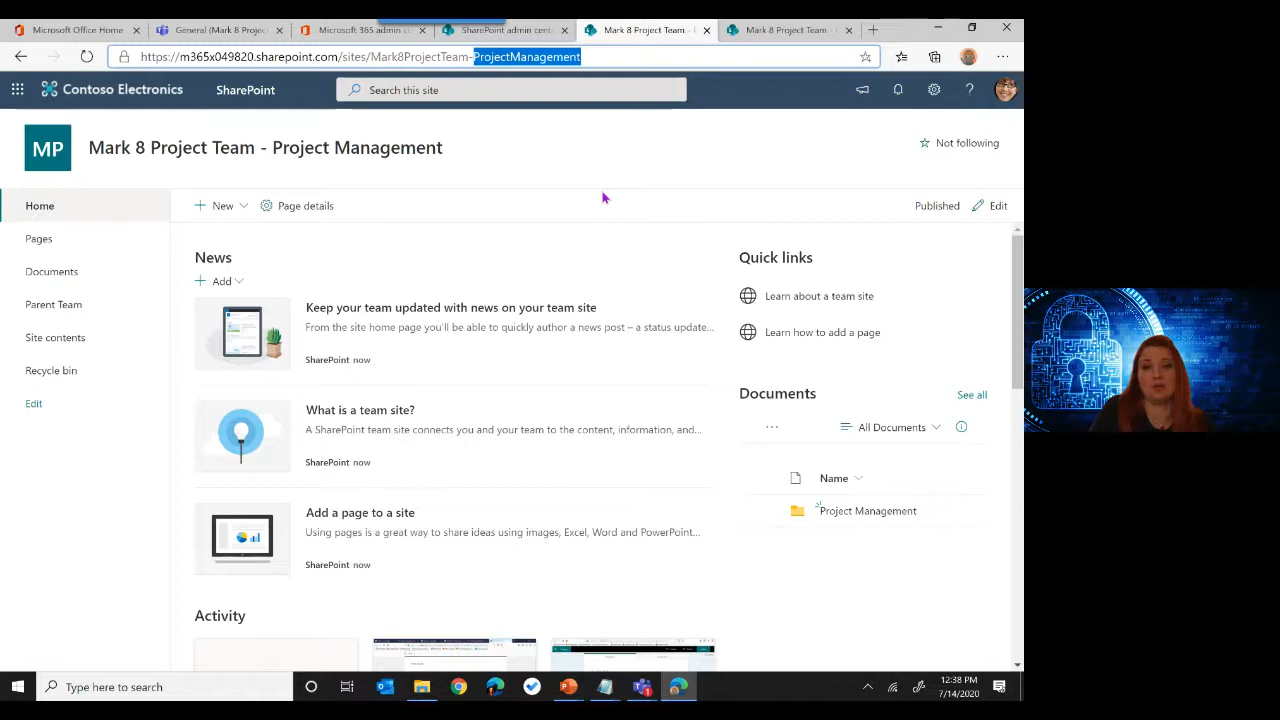 Microsoft Office Home
General (Mark 8 Project
Microsoft 365 admin c
SharePoint admin cent
Mark 8 Project Team -
Mark 8 Project Team - C
https://m365x049820.sharepoint.com/sites/Mark8ProjectTeam-ProjectManagement
Contoso Electronics
SharePoint
Search this site
MP
Mark 8 Project Team - Project Management
Not following
Home
New
Page details
Published
Edit
Pages
Documents
Parent Team
Site contents
Recycle bin
Edit
News
Add
Keep your team updated with news on your team site
From the site home page you'll be able to quickly author a news post – a status update...
SharePoint now
What is a team site?
A SharePoint team site connects you and your team to the content, information, and...
SharePoint now
Add a page to a site
Using pages is a great way to share ideas using images, Excel, Word and PowerPoint...
SharePoint now
Activity
Quick links
Learn about a team site
Learn how to add a page
Documents
See all
All Documents
Name
Project Management
Type here to search
12:38 PM
7/14/2020